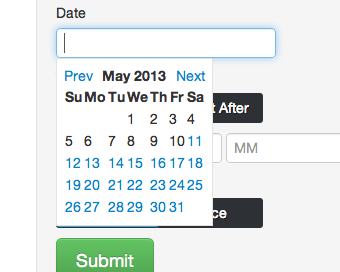 Date
Prev May 2013 Next
Su Mo Tu We Th Fr Sa
1 2 3 4
5 6 7 8 9 10 11
12 13 14 15 16 17 18
19 20 21 22 23 24 25
26 27 28 29 30 31
After
MM
Submit